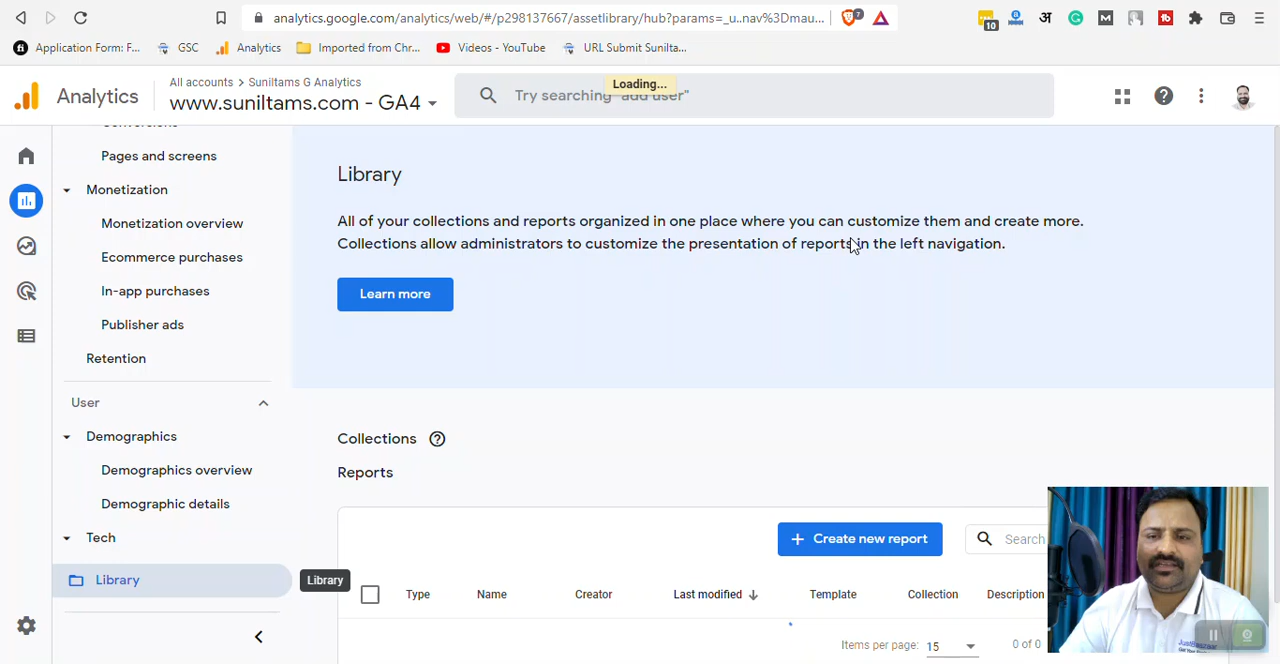 analytics.google.com/analytics/web/#/p298137667/assetlibrary/hub?params=_u.nav%3Dmau...
7
10
अ
Application Form: F...
GSC
Analytics
Imported from Chr...
Videos - YouTube
URL Submit Sunilta...
Analytics
All accounts > Suniltams G Analytics
www.suniltams.com - GA4
Try searching "add user"
Loading...
Conversions
Pages and screens
Monetization
Monetization overview
Ecommerce purchases
In-app purchases
Publisher ads
Retention
User
Demographics
Demographics overview
Demographic details
Tech
Library
Library
Library
All of your collections and reports organized in one place where you can customize them and create more.
Collections allow administrators to customize the presentation of reports in the left navigation.
Learn more
Collections
Reports
+ Create new report
Search
Type
Name
Creator
Last modified
Template
Collection
Description
Items per page:
15
0 of 0
JustBaazaar